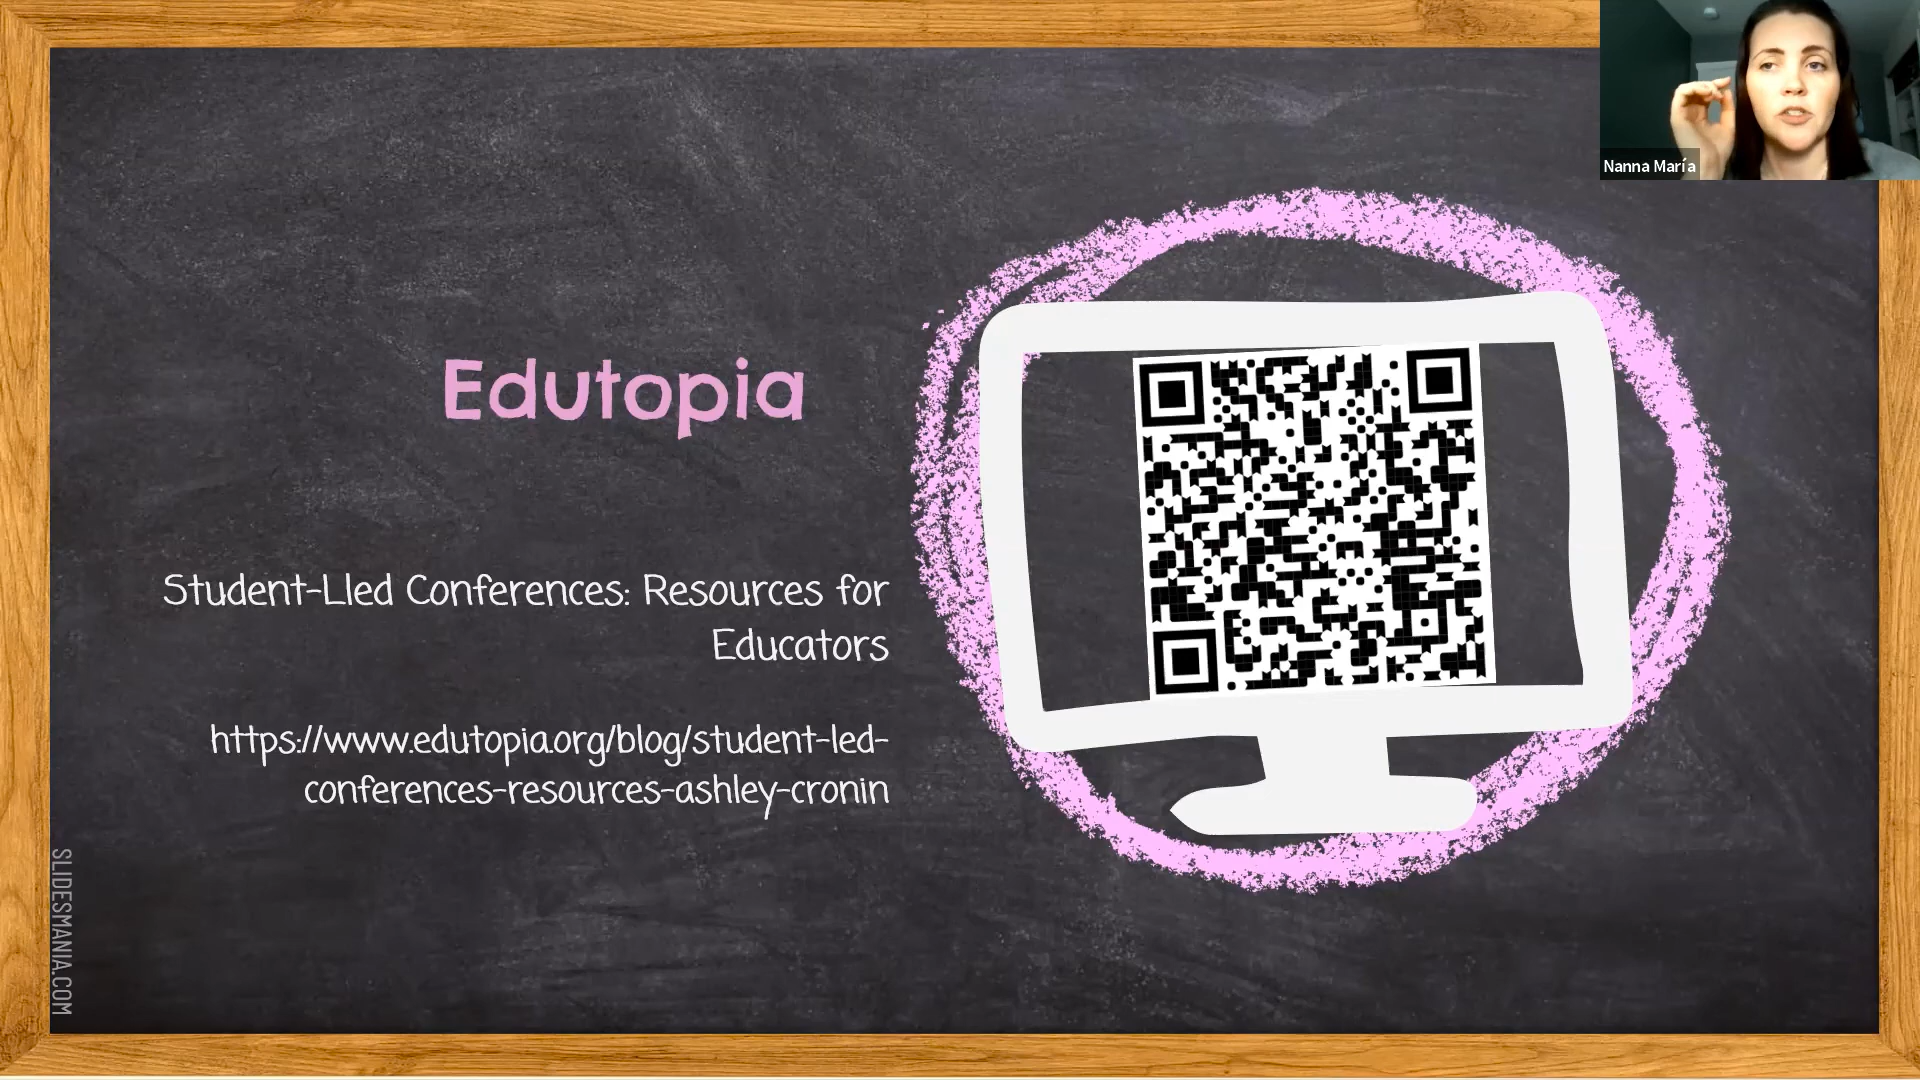 Nanna María
Edutopia
Student-Lled Conferences: Resources for
Educators
https://www.edutopia.org/blog/student-led-
conferences-resources-ashley-cronin
SLIDESMANIA.COM